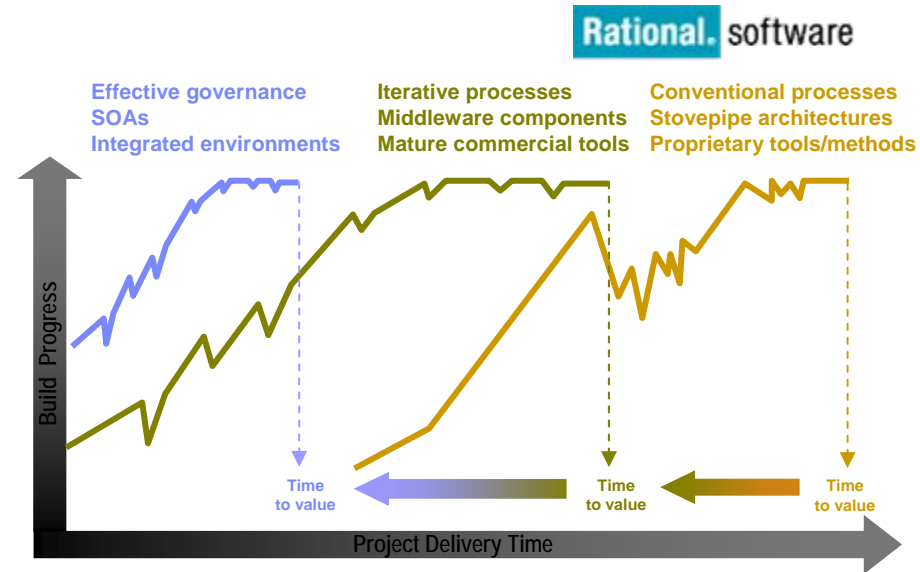 Rational. software
Effective governance
SOAs
Integrated environments
Iterative processes
Middleware components
Mature commercial tools
Conventional processes
Stovepipe architectures
Proprietary tools/methods
Build Progress
Time
to value
Time
to value
Time
to value
Project Delivery Time